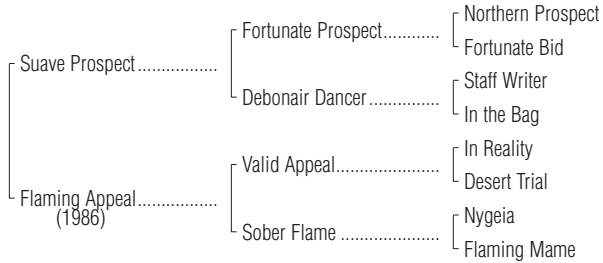 Northern Prospect
Fortunate Prospect............
Fortunate Bid
Suave Prospect.................
Staff Writer
Debonair Dancer...............
In the Bag
In Reality
Valid Appeal......................
Desert Trial
Flaming Appeal.................
(1986)
Nygeia
Sober Flame.....................
Flaming Mame